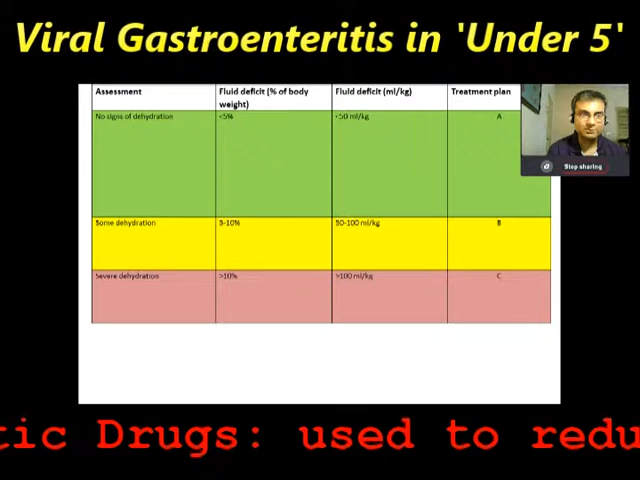 Viral Gastroenteritis in 'Under 5'
Assessment Fluid deficit (% of body weight) Fluid deficit (ml/kg) Treatment plan
No signs of dehydration <5% <50 ml/kg A
Some dehydration 5-10% 50-100 ml/kg B
Severe dehydration >10% >100 ml/kg C
Stop sharing
tic Drugs: used to redu